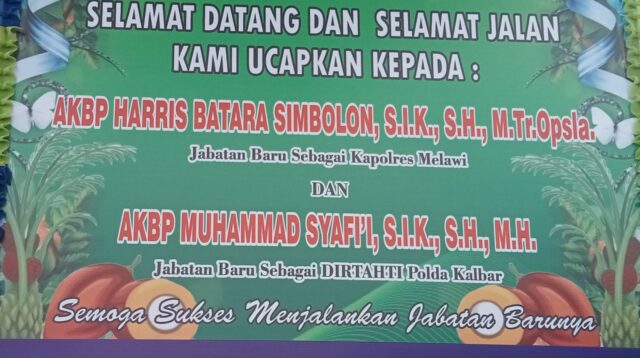 SELAMAT DATANG DAN SELAMAT JALAN
KAMI UCAPKAN KEPADA :
AKBP HARRIS BATARA SIMBOLON, S.I.K., S.H., M.Tr.Opsla.
Jabatan Baru Sebagai Kapolres Melawi
DAN
AKBP MUHAMMAD SYAFI'I, S.I.K., S.H., M.H.
Jabatan Baru Sebagai DIRTAHTI Polda Kalbar
Semoga Sukses Menjalankan Jabatan Barunya